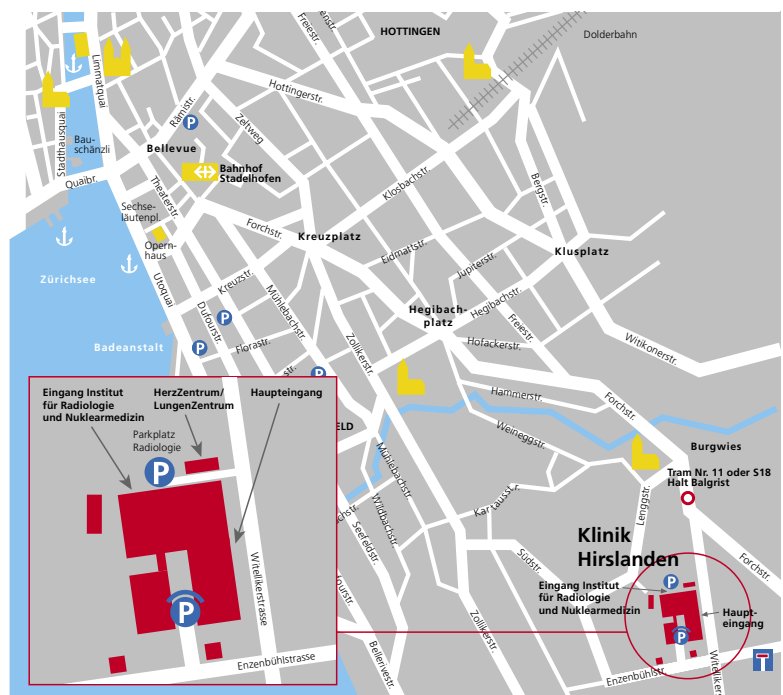 HOTTINGEN
Dolderbahn
Freiestr.
Limmatquai
Hottingerstr.
Rämistr.
P
Zeltweg
Stadthausquai
Bau-
schänzli
Bellevue
Bahnhof
Stadelhofen
Quaibr.
Theaterstr.
Klosbachstr.
Bergstr.
Sechse-
läutenpl.
Forchstr.
Kreuzplatz
Opern-
haus
Eidmattstr.
Klusplatz
Jupiterstr.
Zürichsee
Utoquai
Kreuzstr.
Mühlebachstr.
Hegibachstr.
Dufourstr.
P
Hegibach-
platz
Freiestr.
Zollikerstr.
Witikonerstr.
Badeanstalt
P
Florastr.
Hofackerstr.
P
Hammerstr.
Forchstr.
Eingang Institut
für Radiologie
und Nuklearmedizin
HerzZentrum/
LungenZentrum
Haupteingang
Parkplatz
Radiologie
P
Weineggstr.
Burgwies
Mühlebachstr.
Tram Nr. 11 oder S18
Halt Balgrist
Lenggstr.
Kartausstr.
Wildbachstr.
Seefeldstr.
Klinik
Hirslanden
Südstr.
Forchstr.
Witellikerstrasse
P
Eingang Institut
für Radiologie
und Nuklearmedizin
P
Haupt-
eingang
P
Zollikerstr.
Bellerivestr.
Enzenbühlstrasse
Enzenbühlstr.